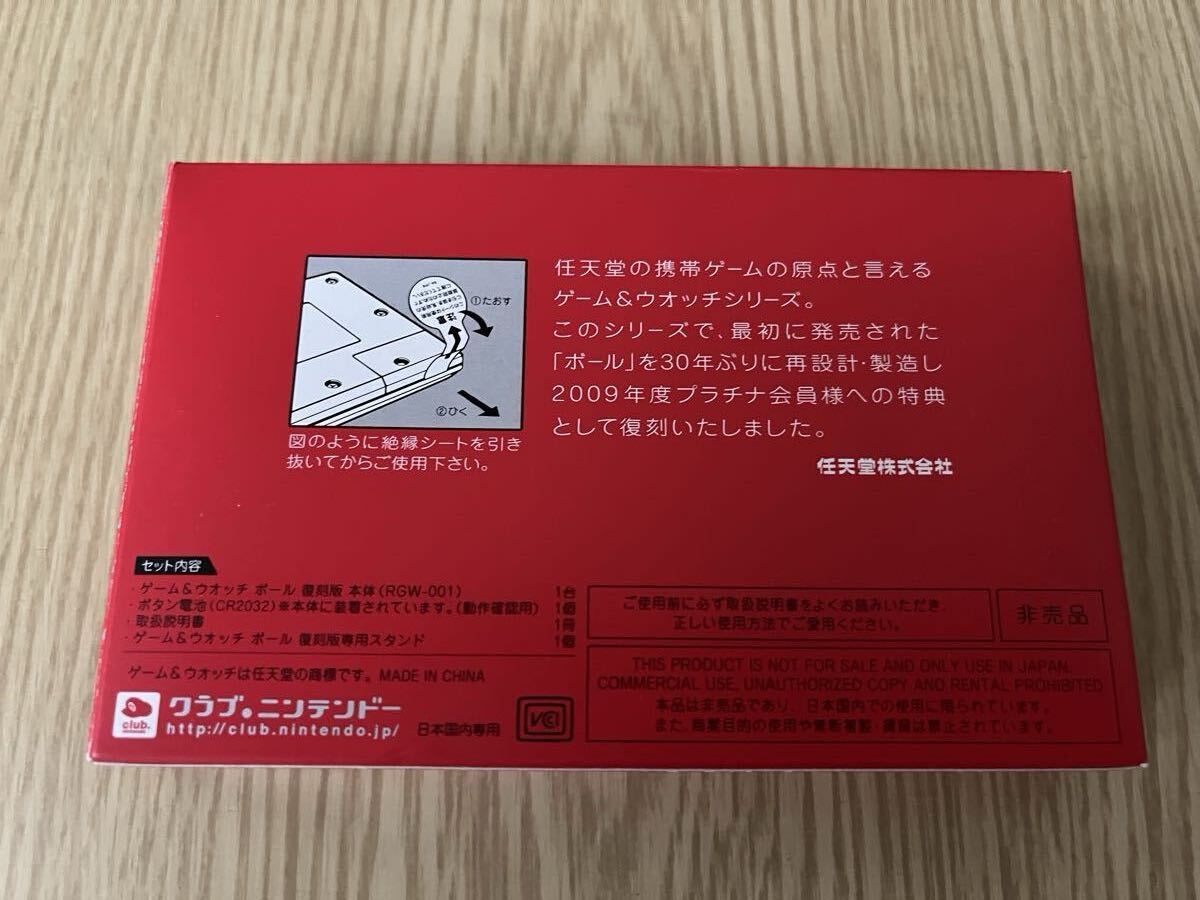 任天堂の携帯ゲームの原点と言える
ゲーム&ウオッチシリーズ。
このシリーズで、最初に発売された
「ボール」を30年ぶりに再設計・製造し
2009年度プラチナ会員様への特典
として復刻いたしました。
任天堂株式会社
①たおす
②ひく
注意
図のように絶縁シートを引き
抜いてからご使用下さい。
セット内容
・ゲーム&ウオッチ ボール 復刻版 本体(RGW-001) 1台
・ボタン電池(CR2032)※本体に装着されています。(動作確認用) 1個
・取扱説明書 1冊
・ゲーム&ウオッチ ボール 復刻版専用スタンド 1個
ゲーム&ウオッチは任天堂の商標です。 MADE IN CHINA
club.
nintendo
クラブ。ニンテンドー
http://club.nintendo.jp/
日本国内専用
VCI
ご使用前に必ず取扱説明書をよくお読みいただき、
正しい使用方法でご愛用ください。
非売品
THIS PRODUCT IS NOT FOR SALE AND ONLY USE IN JAPAN.
COMMERCIAL USE, UNAUTHORIZED COPY AND RENTAL PROHIBITED
本品は非売品であり、日本国内での使用に限られています。
また、商業目的の使用や無断複製・賃貸は禁止されています。